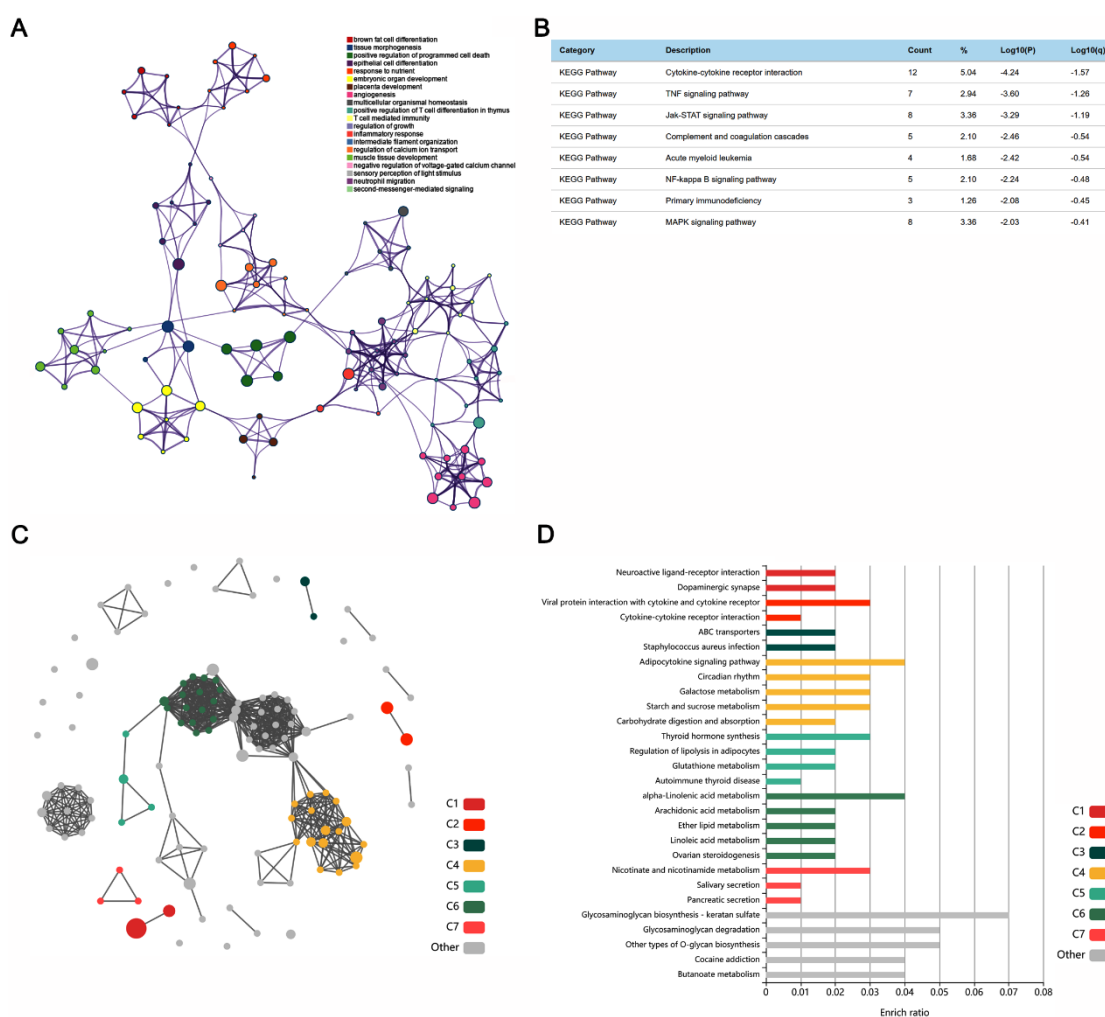 A
brown fat cell differentiation
tissue morphogenesis
positive regulation of programmed cell death
epithelial cell differentiation
response to nutrient
embryonic organ development
placenta development
angiogenesis
multicellular organismal homeostasis
positive regulation of T cell differentiation in thymus
T cell mediated immunity
regulation of growth
inflammatory response
intermediate filament organization
regulation of calcium ion transport
muscle tissue development
negative regulation of voltage-gated calcium channel
sensory perception of light stimulus
neutrophil migration
second-messenger-mediated signaling
B
Category Description Count % Log10(P) Log10(q)
KEGG Pathway Cytokine-cytokine receptor interaction 12 5.04 -4.24 -1.57
KEGG Pathway TNF signaling pathway 7 2.94 -3.60 -1.26
KEGG Pathway Jak-STAT signaling pathway 8 3.36 -3.29 -1.19
KEGG Pathway Complement and coagulation cascades 5 2.10 -2.46 -0.54
KEGG Pathway Acute myeloid leukemia 4 1.68 -2.42 -0.54
KEGG Pathway NF-kappa B signaling pathway 5 2.10 -2.24 -0.48
KEGG Pathway Primary immunodeficiency 3 1.26 -2.08 -0.45
KEGG Pathway MAPK signaling pathway 8 3.36 -2.03 -0.41
C
C1
C2
C3
C4
C5
C6
C7
Other
D
Neuroactive ligand-receptor interaction
Dopaminergic synapse
Viral protein interaction with cytokine and cytokine receptor
Cytokine-cytokine receptor interaction
ABC transporters
Staphylococcus aureus infection
Adipocytokine signaling pathway
Circadian rhythm
Galactose metabolism
Starch and sucrose metabolism
Carbohydrate digestion and absorption
Thyroid hormone synthesis
Regulation of lipolysis in adipocytes
Glutathione metabolism
Autoimmune thyroid disease
alpha-Linolenic acid metabolism
Arachidonic acid metabolism
Ether lipid metabolism
Linoleic acid metabolism
Ovarian steroidogenesis
Nicotinate and nicotinamide metabolism
Salivary secretion
Pancreatic secretion
Glycosaminoglycan biosynthesis - keratan sulfate
Glycosaminoglycan degradation
Other types of O-glycan biosynthesis
Cocaine addiction
Butanoate metabolism
0 0.01 0.02 0.03 0.04 0.05 0.06 0.07 0.08
Enrich ratio
C1
C2
C3
C4
C5
C6
C7
Other